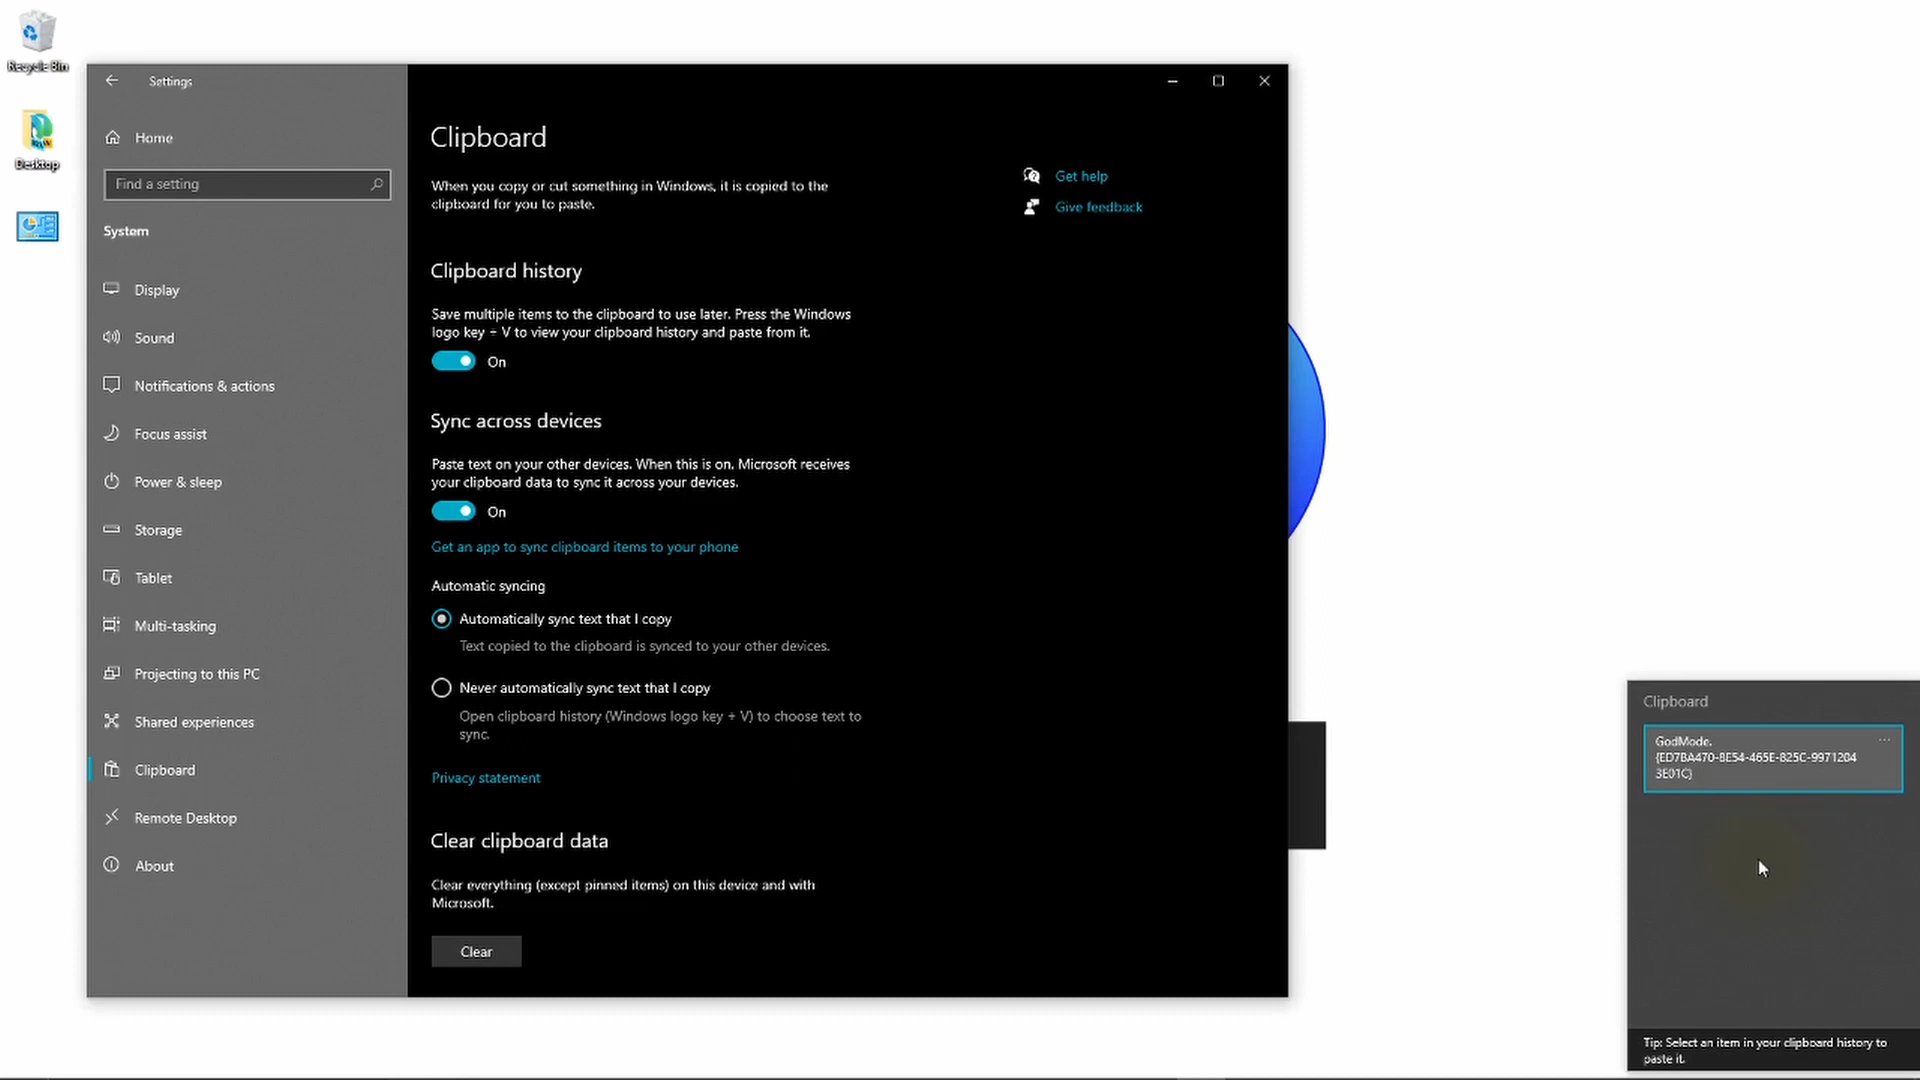 Recycle Bin
Desktop
Settings
Home
Find a setting
System
Display
Sound
Notifications & actions
Focus assist
Power & sleep
Storage
Tablet
Multi-tasking
Projecting to this PC
Shared experiences
Clipboard
Remote Desktop
About
Clipboard
When you copy or cut something in Windows, it is copied to the
clipboard for you to paste.
Get help
Give feedback
Clipboard history
Save multiple items to the clipboard to use later. Press the Windows
logo key + V to view your clipboard history and paste from it.
On
Sync across devices
Paste text on your other devices. When this is on, Microsoft receives
your clipboard data to sync it across your devices.
On
Get an app to sync clipboard items to your phone
Automatic syncing
Automatically sync text that I copy
Text copied to the clipboard is synced to your other devices.
Never automatically sync text that I copy
Open clipboard history (Windows logo key + V) to choose text to
sync.
Privacy statement
Clear clipboard data
Clear everything (except pinned items) on this device and with
Microsoft.
Clear
Clipboard
GodMode.
{ED7BA470-8E54-465E-825C-9971204
3E01C}
Tip: Select an item in your clipboard history to
paste it.